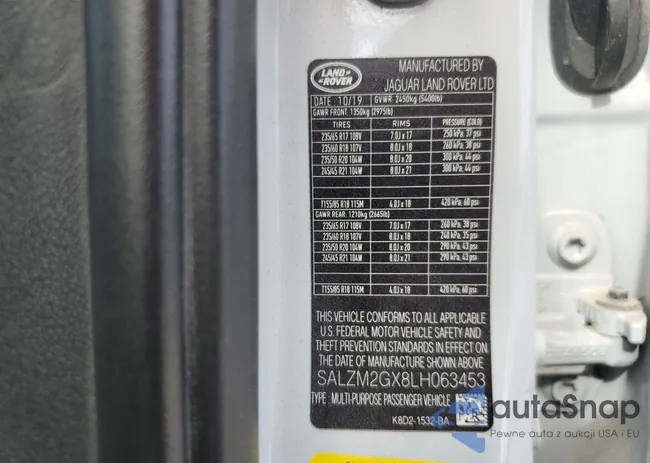 LAND ROVER
MANUFACTURED BY
JAGUAR LAND ROVER LTD
DATE 10/19 GVWR 2450kg (5400lb)
GAWR FRONT 1350kg (2975lb)
TIRES RIMS PRESSURE (COLD)
235/65 R17 108V 7.0J x 17 250 kPa, 37 psi
235/60 R18 107V 8.0J x 18 260 kPa, 38 psi
235/50 R20 104W 8.0J x 20 300 kPa, 44 psi
245/45 R21 104W 8.0J x 21 300 kPa, 44 psi
T155/85 R18 115M 4.0J x 18 420 kPa, 60 psi
GAWR REAR 1210kg (2665lb)
235/65 R17 108V 7.0J x 17 260 kPa, 38 psi
235/60 R18 107V 8.0J x 18 240 kPa, 35 psi
235/50 R20 104W 8.0J x 20 290 kPa, 43 psi
245/45 R21 104W 8.0J x 21 290 kPa, 43 psi
T155/85 R18 115M 4.0J x 18 420 kPa, 60 psi
THIS VEHICLE CONFORMS TO ALL APPLICABLE
U.S. FEDERAL MOTOR VEHICLE SAFETY AND
THEFT PREVENTION STANDARDS IN EFFECT ON
THE DATE OF MANUFACTURE SHOWN ABOVE
SALZM2GX8LH063453
TYPE : MULTI-PURPOSE PASSENGER VEHICLE
K8D2-1532-BA
autoSnap
Pewne auta z aukcji USA i EU